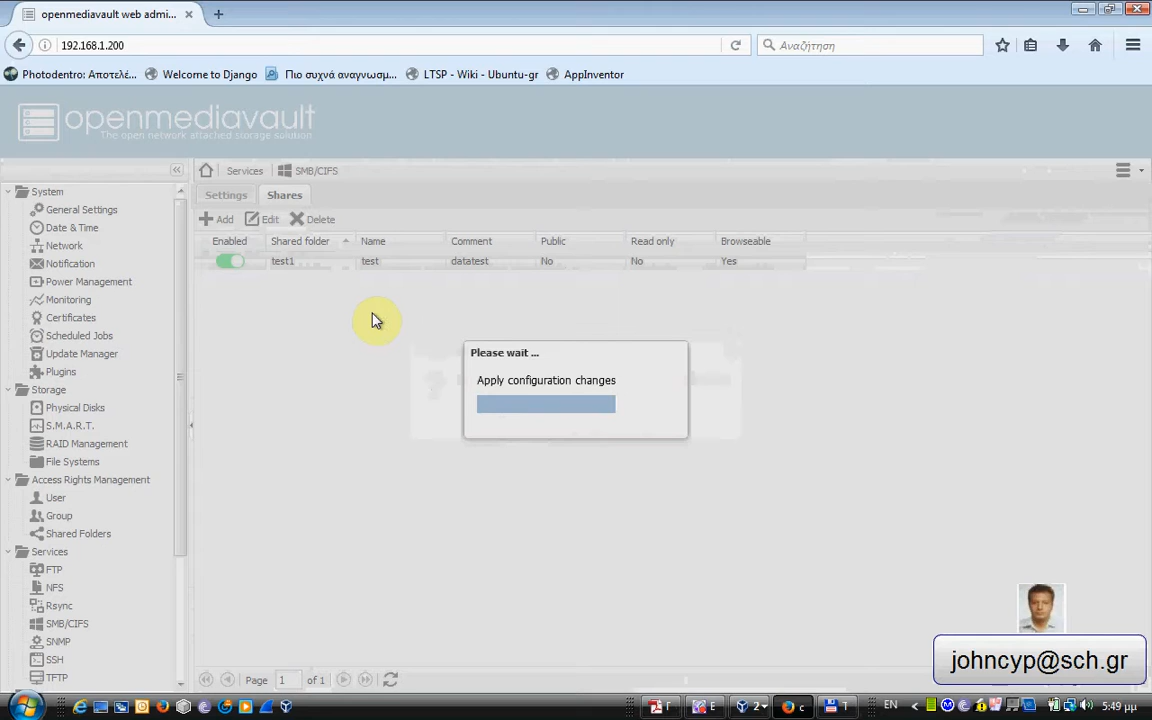 openmediavault web admi...
192.168.1.200
Αναζήτηση
Photodentro: Αποτελέ...
Welcome to Django
Πιο συχνά αναγνωσμ...
LTSP - Wiki - Ubuntu-gr
AppInventor
openmediavault
The open network attached storage solution
Services
SMB/CIFS
Settings
Shares
Add
Edit
Delete
Enabled Shared folder Name Comment Public Read only Browseable
test1 test datatest No No Yes
System
General Settings
Date & Time
Network
Notification
Power Management
Monitoring
Certificates
Scheduled Jobs
Update Manager
Plugins
Storage
Physical Disks
S.M.A.R.T.
RAID Management
File Systems
Access Rights Management
User
Group
Shared Folders
Services
FTP
NFS
Rsync
SMB/CIFS
SNMP
SSH
TFTP
Please wait ...
Apply configuration changes
Page 1 of 1
johncyp@sch.gr
Γ
E
2
c
T
EN
5:49 μμ